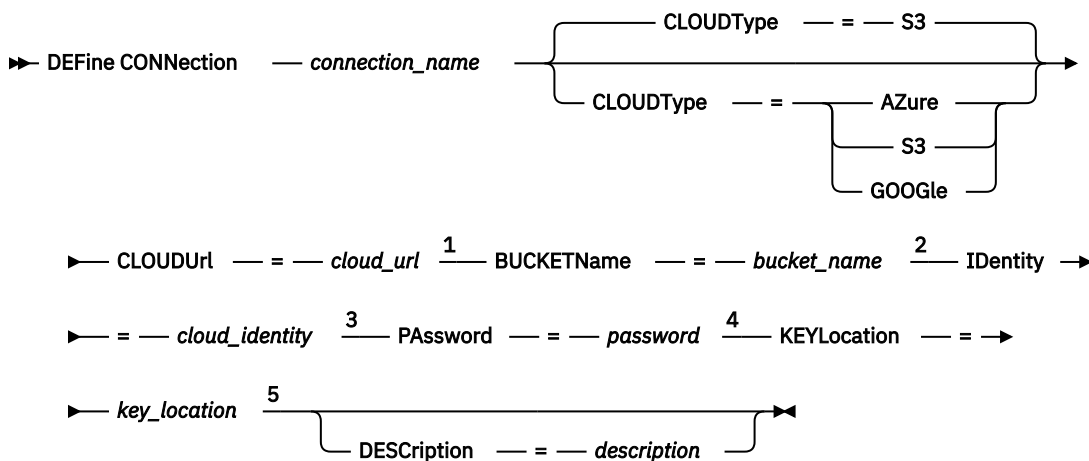 CLOUDType = S3
DEFine CONNection connection_name
CLOUDType = AZure
S3
GOOGle
CLOUDUrl = cloud_url 1 BUCKETName = bucket_name 2 IDentity
= cloud_identity 3 PAssword = password 4 KEYLocation =
key_location 5
DESCription = description